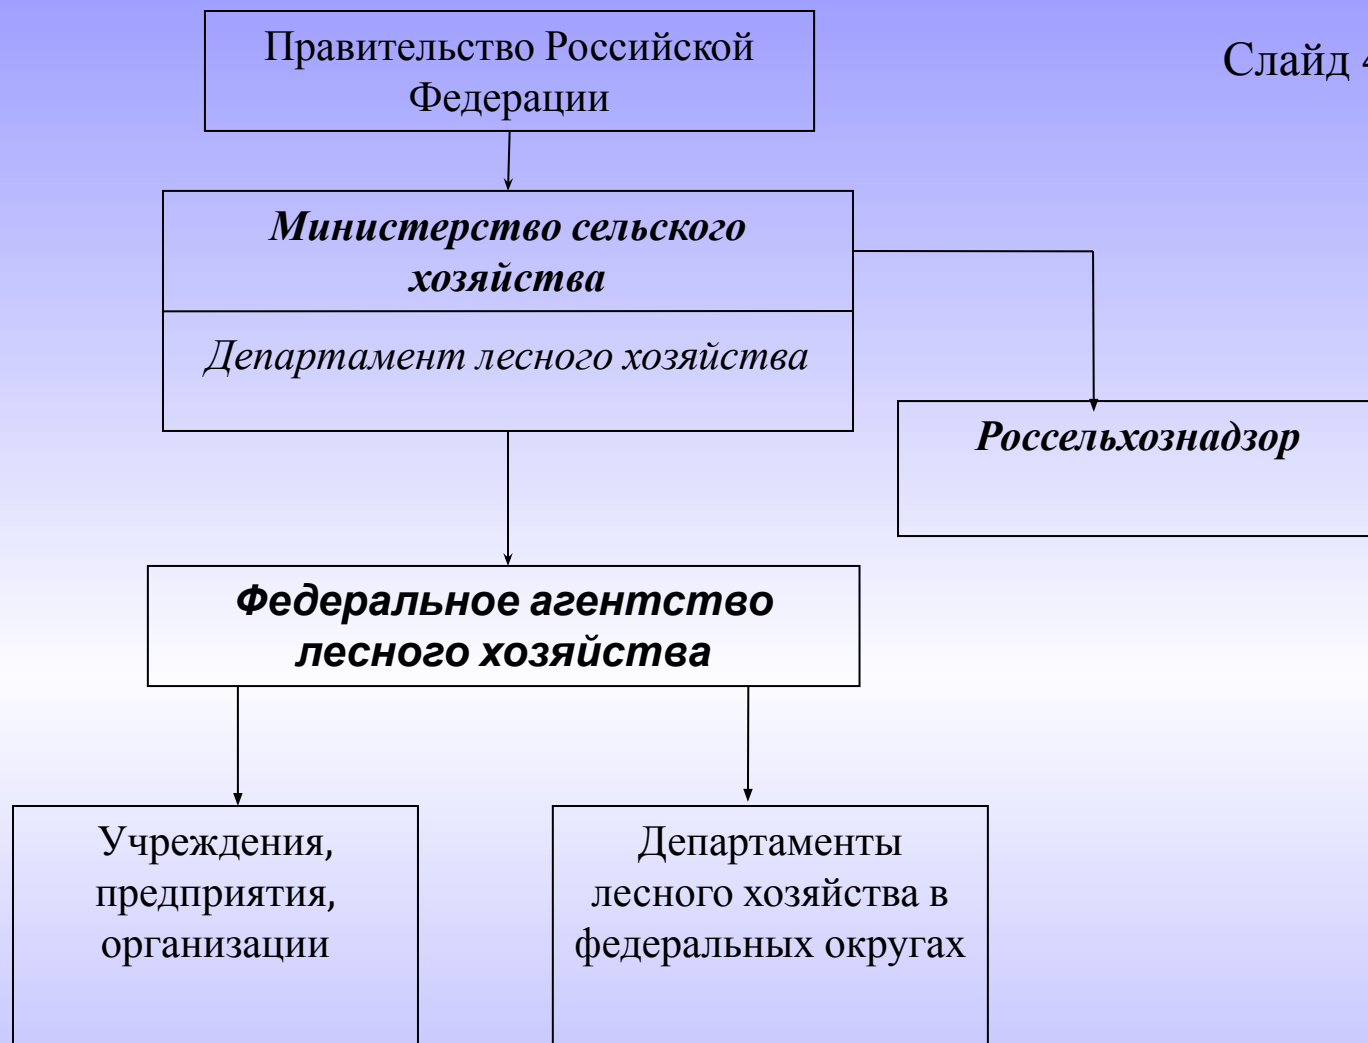 Правительство Российской
Федерации
Слайд 4
Министерство сельского
хозяйства
Департамент лесного хозяйства
Россельхознадзор
Федеральное агентство
лесного хозяйства
Учреждения,
предприятия,
организации
Департаменты
лесного хозяйства в
федеральных округах